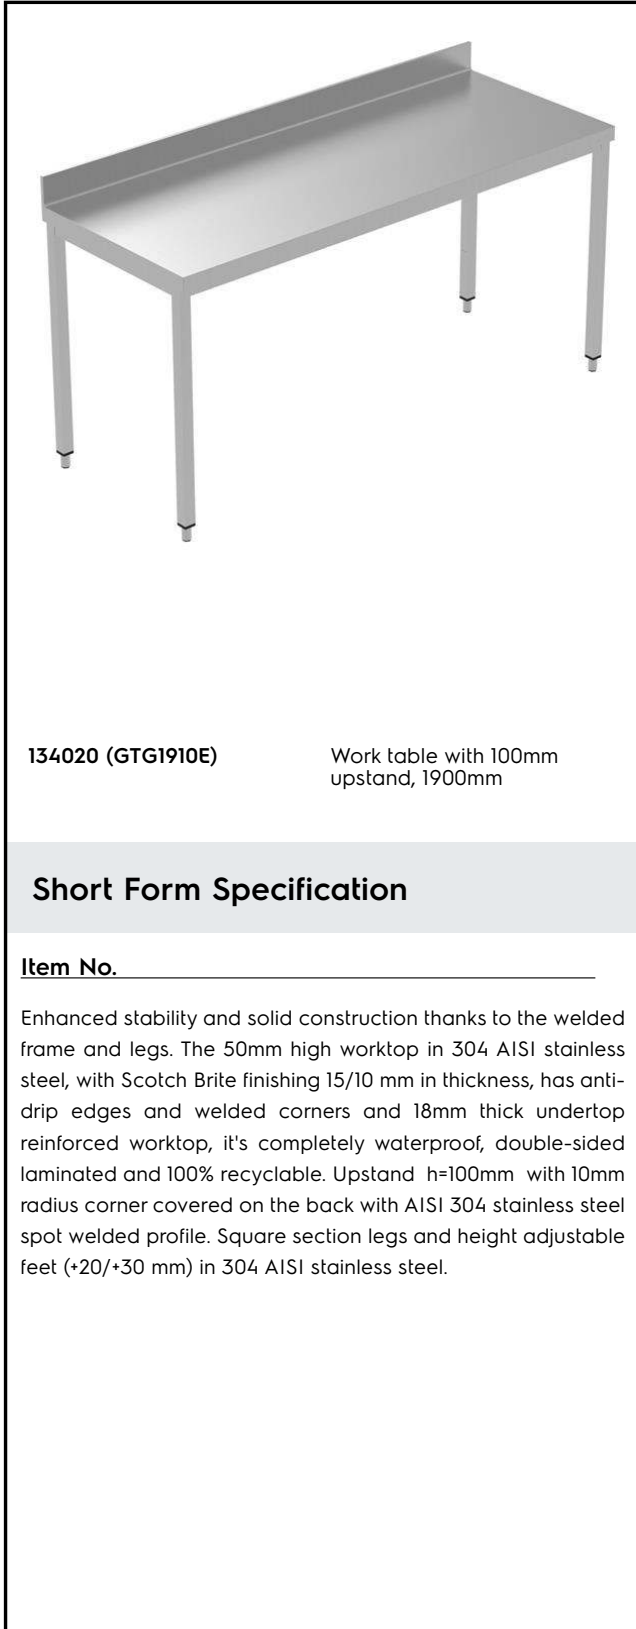 134020 (GTG1910E)
Work table with 100mm
upstand, 1900mm
Short Form Specification
Item No.
Enhanced stability and solid construction thanks to the welded
frame and legs. The 50mm high worktop in 304 AISI stainless
steel, with Scotch Brite finishing 15/10 mm in thickness, has anti-
drip edges and welded corners and 18mm thick undertop
reinforced worktop, it's completely waterproof, double-sided
laminated and 100% recyclable. Upstand h=100mm with 10mm
radius corner covered on the back with AISI 304 stainless steel
spot welded profile. Square section legs and height adjustable
feet (+20/+30 mm) in 304 AISI stainless steel.